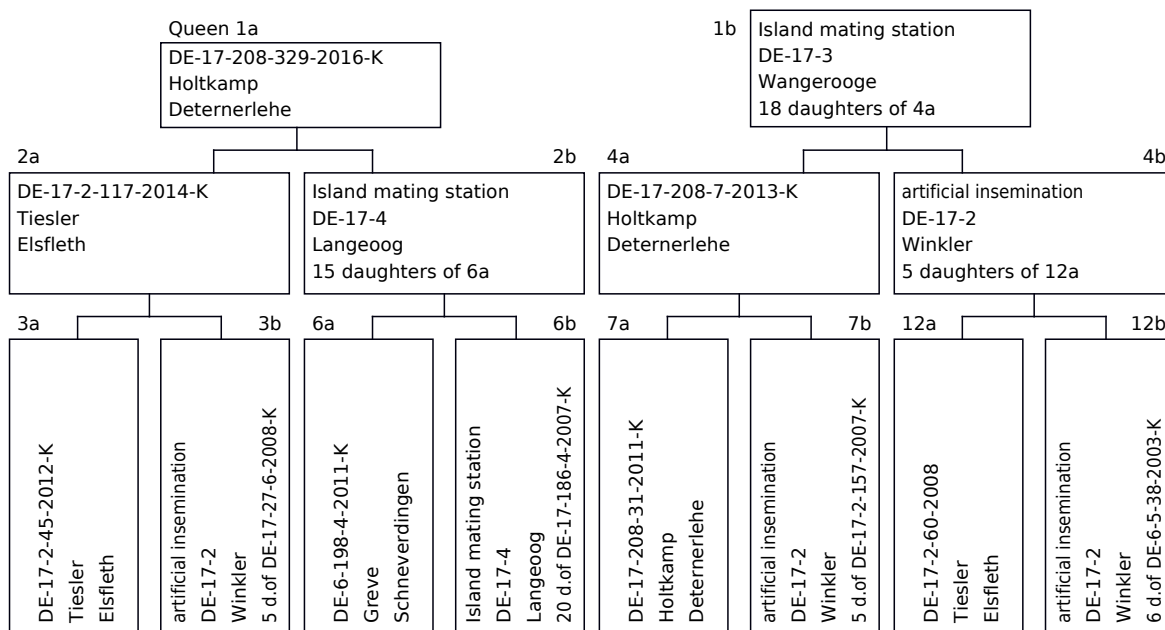 Queen 1a
DE-17-208-329-2016-K
Holtkamp
Deternerlehe
1b
Island mating station
DE-17-3
Wangerooge
18 daughters of 4a
2a
DE-17-2-117-2014-K
Tiesler
Elsfleth
2b
Island mating station
DE-17-4
Langeoog
15 daughters of 6a
4a
DE-17-208-7-2013-K
Holtkamp
Deternerlehe
4b
artificial insemination
DE-17-2
Winkler
5 daughters of 12a
3a
DE-17-2-45-2012-K
Tiesler
Elsfleth
3b
artificial insemination
DE-17-2
Winkler
5 d.of DE-17-27-6-2008-K
6a
DE-6-198-4-2011-K
Greve
Schneverdingen
6b
Island mating station
DE-17-4
Langeoog
20 d.of DE-17-186-4-2007-K
7a
DE-17-208-31-2011-K
Holtkamp
Deternerlehe
7b
artificial insemination
DE-17-2
Winkler
5 d.of DE-17-2-157-2007-K
12a
DE-17-2-60-2008
Tiesler
Elsfleth
12b
artificial insemination
DE-17-2
Winkler
6 d.of DE-6-5-38-2003-K